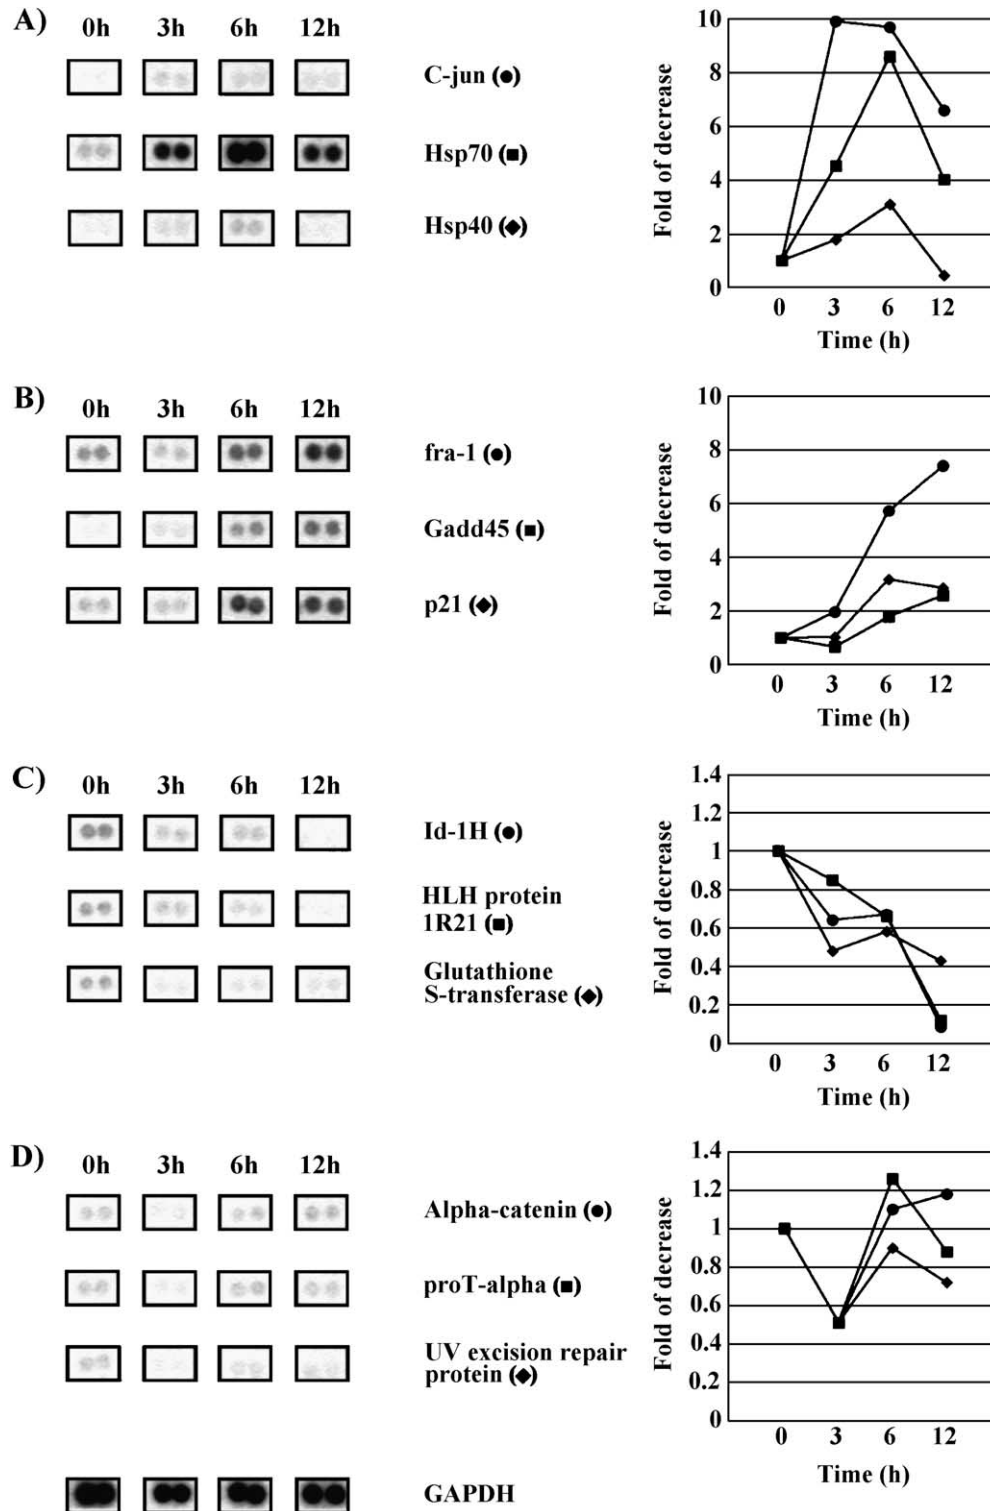 A)
0h 3h 6h 12h
C-jun (●)
Hsp70 (■)
Hsp40 (◆)
Fold of decrease
10
8
6
4
2
0
0 3 6 12
Time (h)
B)
0h 3h 6h 12h
fra-1 (●)
Gadd45 (■)
p21 (◆)
Fold of decrease
10
8
6
4
2
0
0 3 6 12
Time (h)
C)
0h 3h 6h 12h
Id-1H (●)
HLH protein
1R21 (■)
Glutathione
S-transferase (◆)
Fold of decrease
1.4
1.2
1
0.8
0.6
0.4
0.2
0
0 3 6 12
Time (h)
D)
0h 3h 6h 12h
Alpha-catenin (●)
proT-alpha (■)
UV excision repair
protein (◆)
GAPDH
Fold of decrease
1.4
1.2
1
0.8
0.6
0.4
0.2
0
0 3 6 12
Time (h)